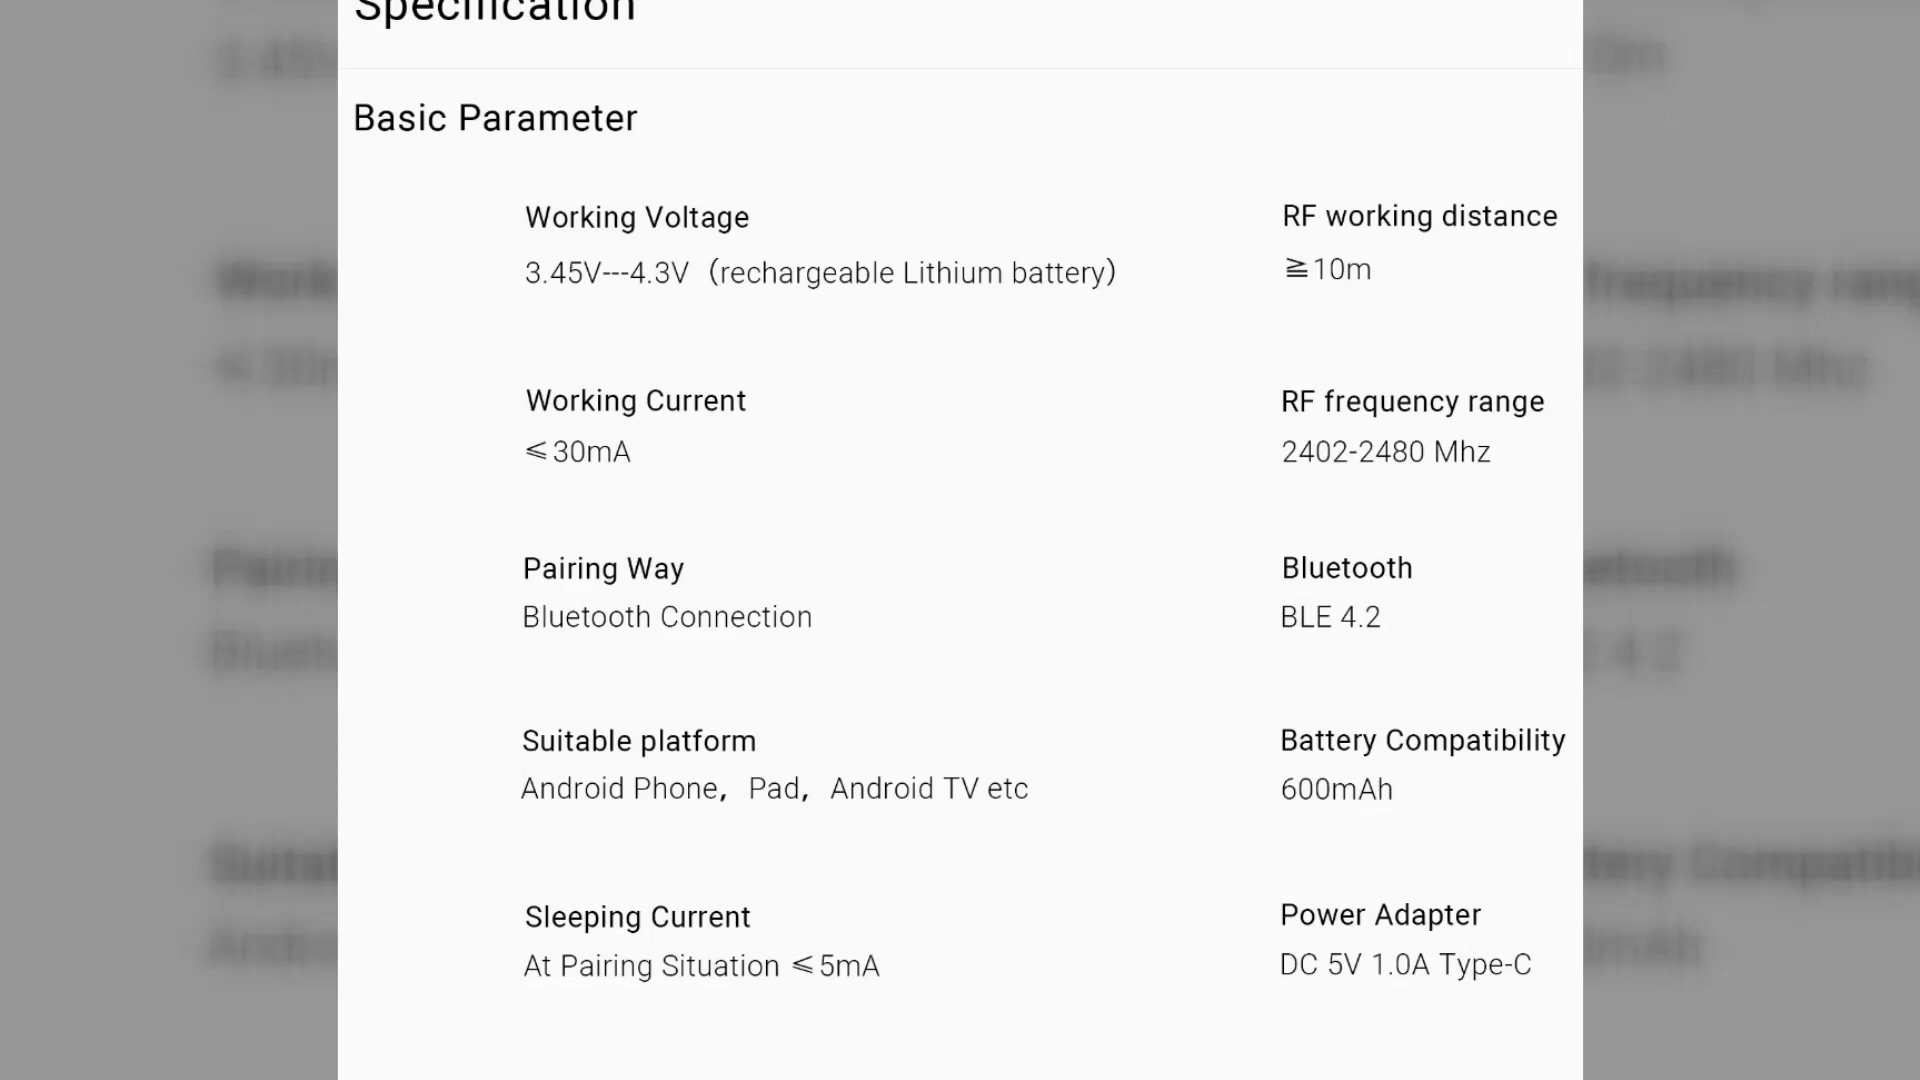 Specification
Basic Parameter
Working Voltage
3.45V---4.3V（rechargeable Lithium battery）
RF working distance
≧10m
Working Current
≤30mA
RF frequency range
2402-2480 Mhz
Pairing Way
Bluetooth Connection
Bluetooth
BLE 4.2
Suitable platform
Android Phone，Pad，Android TV etc
Battery Compatibility
600mAh
Sleeping Current
At Pairing Situation ≤5mA
Power Adapter
DC 5V 1.0A Type-C